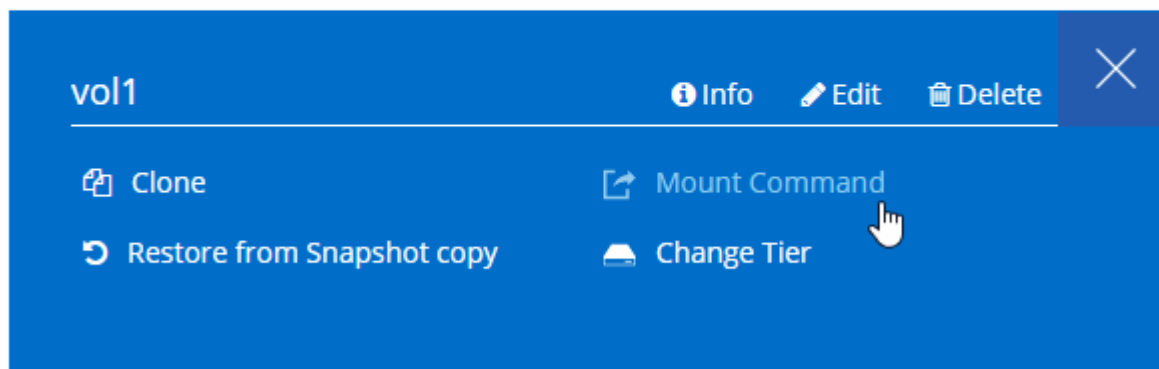 vol1 Info Edit Delete
Clone Mount Command
Restore from Snapshot copy Change Tier